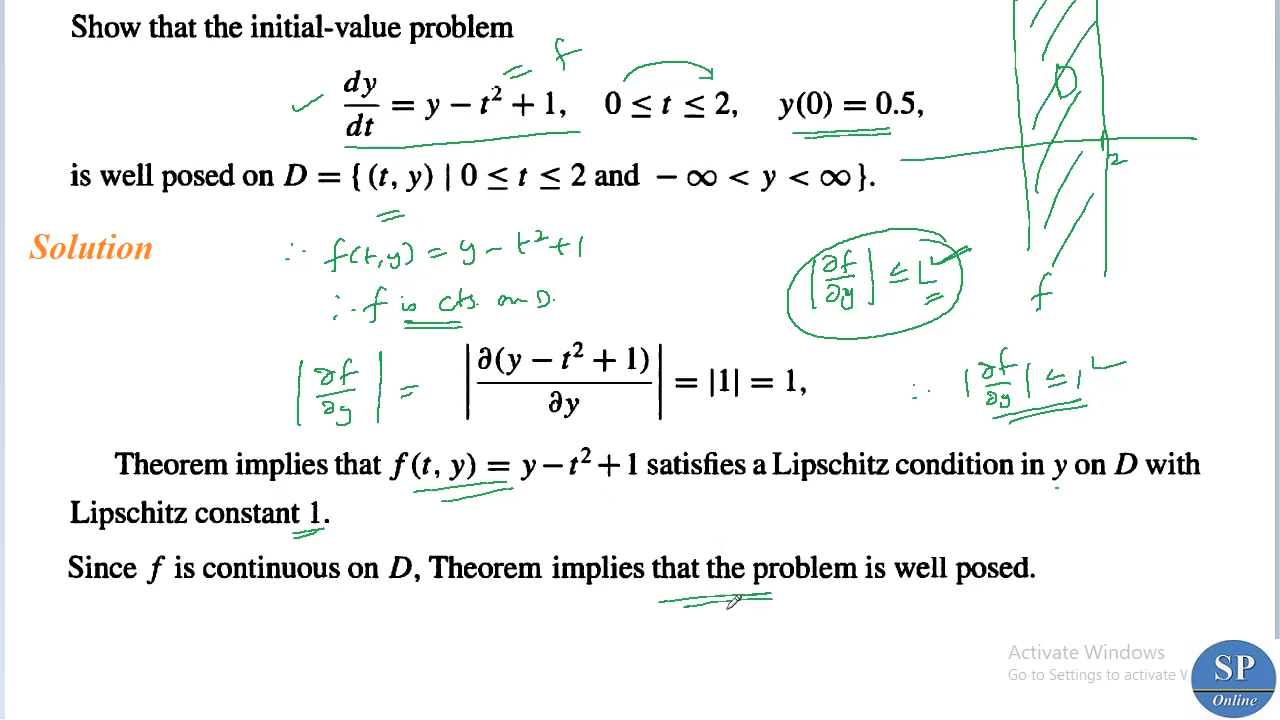 Show that the initial-value problem
= f
✓ dy/dt = y − t² + 1, 0 ≤ t ≤ 2, y(0) = 0.5,
D
2
is well posed on D = { (t, y) | 0 ≤ t ≤ 2 and − ∞ < y < ∞ }.
Solution
∵ f(t,y) = y − t² + 1
|∂f/∂y| ≤ L
f
∴ f is cts. on D.
|∂f/∂y| = |∂(y − t² + 1)/∂y| = |1| = 1,
∴ |∂f/∂y| ≤ 1
Theorem implies that f (t, y) = y − t² + 1 satisfies a Lipschitz condition in y on D with
Lipschitz constant 1.
Since f is continuous on D, Theorem implies that the problem is well posed.
Activate Windows
Go to Settings to activate
SP
Online